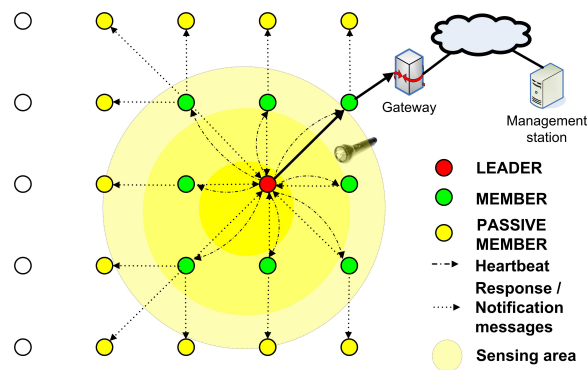 Gateway
Management
station
LEADER
MEMBER
PASSIVE
MEMBER
Heartbeat
Response /
Notification
messages
Sensing area